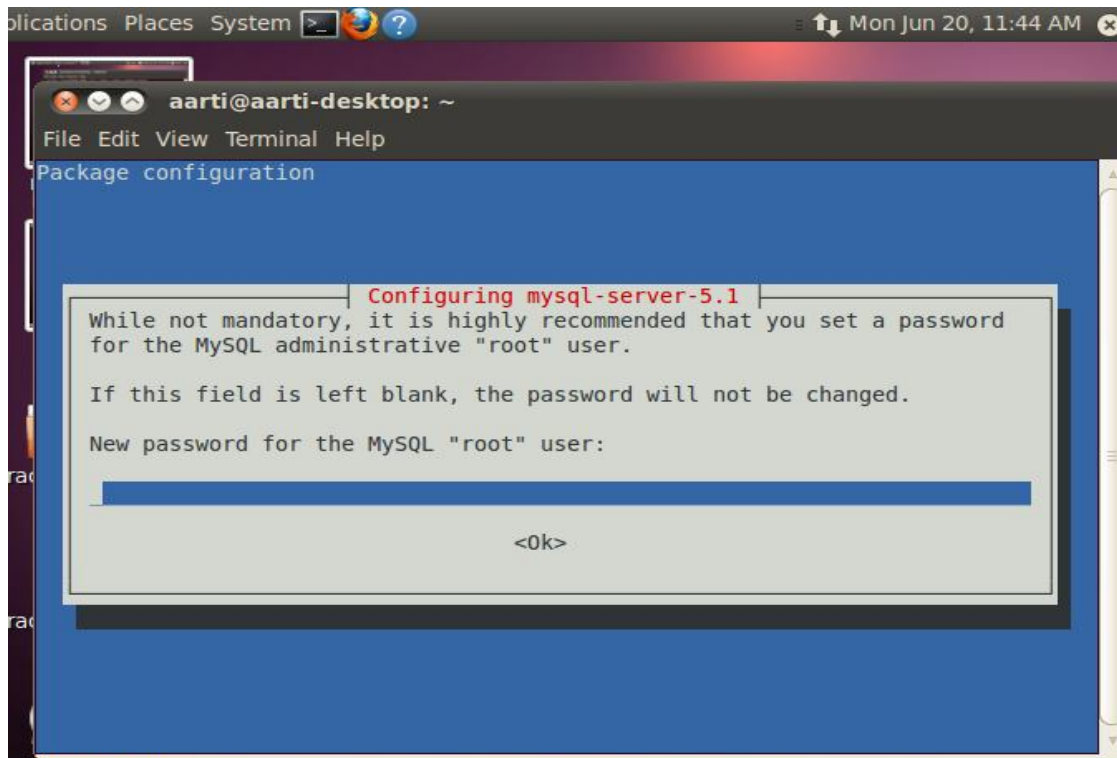 Places System
Mon Jun 20, 11:44 AM
aarti@aarti-desktop: ~
File Edit View Terminal Help
Package configuration
Configuring mysql-server-5.1
While not mandatory, it is highly recommended that you set a password
for the MySQL administrative "root" user.
If this field is left blank, the password will not be changed.
New password for the MySQL "root" user:
<Ok>